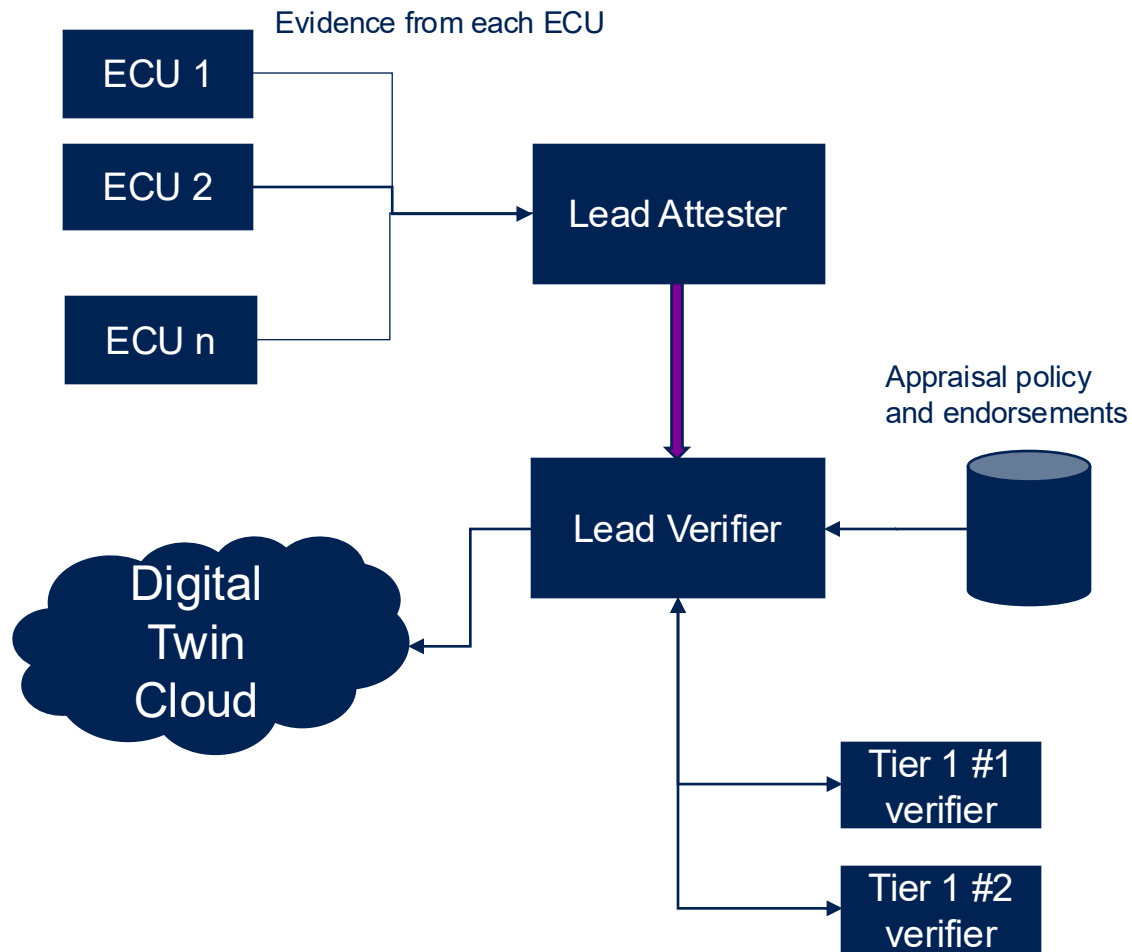 Evidence from each ECU
ECU 1
ECU 2
ECU n
Lead Attester
Appraisal policy
and endorsements
Lead Verifier
Digital
Twin
Cloud
Tier 1 #1
verifier
Tier 1 #2
verifier